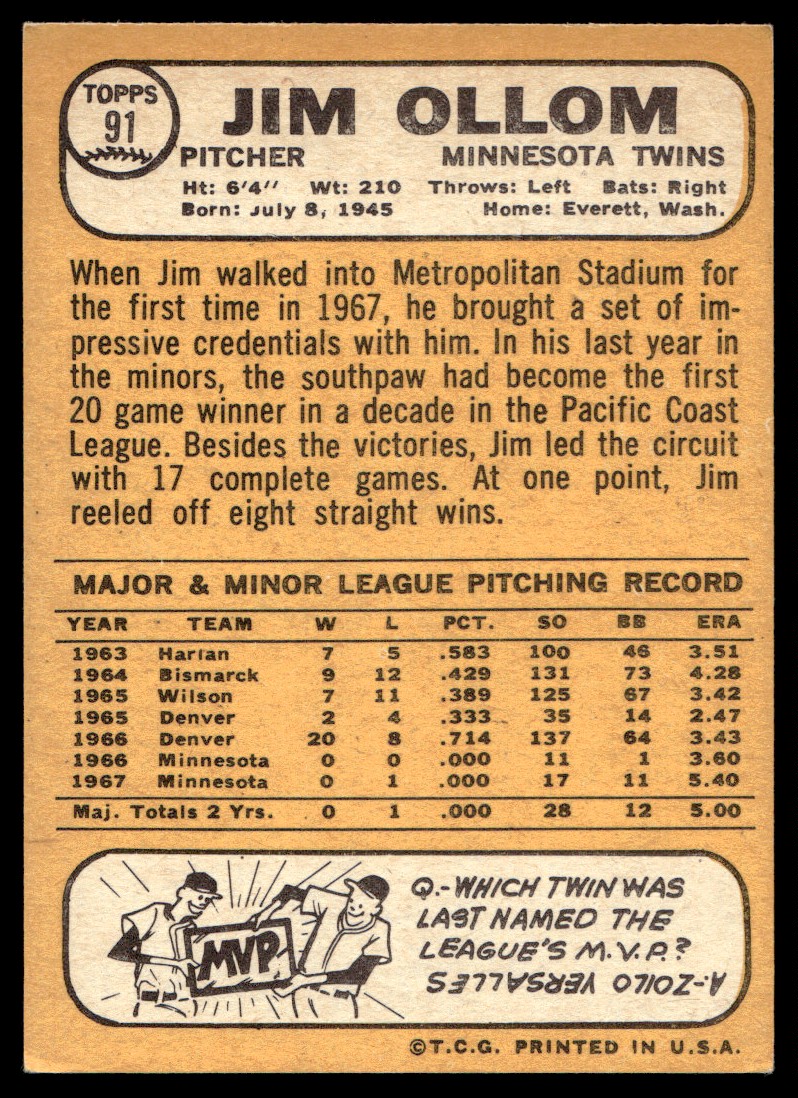 TOPPS
91
JIM OLLOM
PITCHER MINNESOTA TWINS
Ht: 6'4" Wt: 210 Throws: Left Bats: Right
Born: July 8, 1945 Home: Everett, Wash.
When Jim walked into Metropolitan Stadium for
the first time in 1967, he brought a set of im-
pressive credentials with him. In his last year in
the minors, the southpaw had become the first
20 game winner in a decade in the Pacific Coast
League. Besides the victories, Jim led the circuit
with 17 complete games. At one point, Jim
reeled off eight straight wins.
MAJOR & MINOR LEAGUE PITCHING RECORD
YEAR TEAM W L PCT. SO BB ERA
1963 Harlan 7 5 .583 100 46 3.51
1964 Bismarck 9 12 .429 131 73 4.28
1965 Wilson 7 11 .389 125 67 3.42
1965 Denver 2 4 .333 35 14 2.47
1966 Denver 20 8 .714 137 64 3.43
1966 Minnesota 0 0 .000 11 1 3.60
1967 Minnesota 0 1 .000 17 11 5.40
Maj. Totals 2 Yrs. 0 1 .000 28 12 5.00
MVP
Q.-WHICH TWIN WAS
LAST NAMED THE
LEAGUE'S M.V.P.?
A.-ZOILO VERSALLES
©T.C.G. PRINTED IN U.S.A.